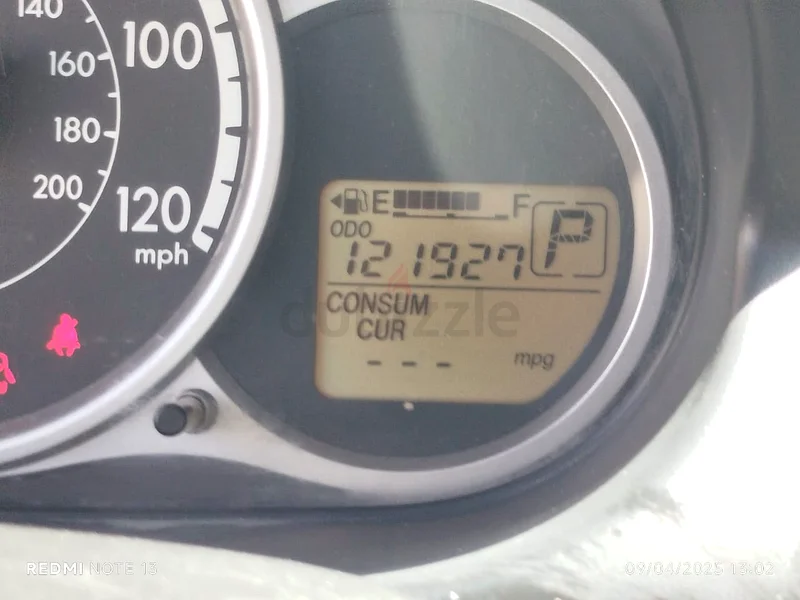 140
160
180
200
100
120
mph
E F
ODO
121927
P
CONSUM
CUR
--- mpg
dubizzle
REDMI NOTE 13
09/04/2025 13:02